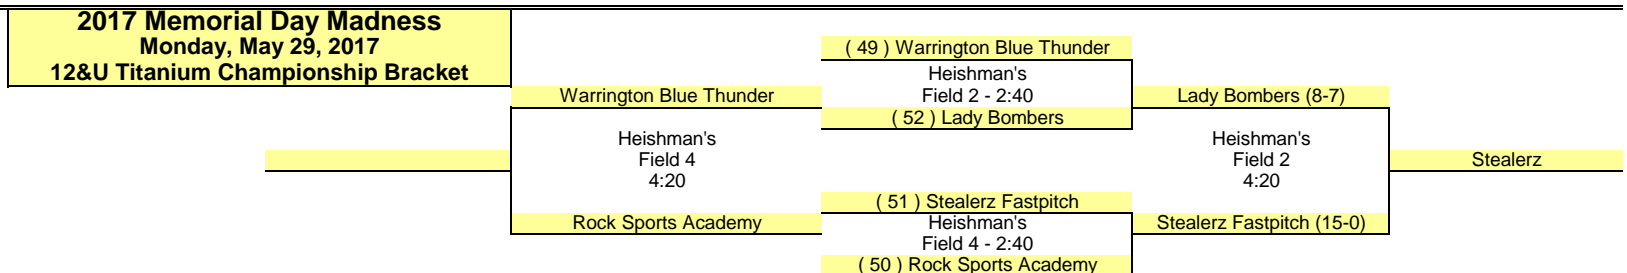 2017 Memorial Day Madness
Monday, May 29, 2017
12&U Titanium Championship Bracket
( 49 ) Warrington Blue Thunder
Heishman's
Field 2 - 2:40
Warrington Blue Thunder
Lady Bombers (8-7)
( 52 ) Lady Bombers
Heishman's
Field 4
4:20
Heishman's
Field 2
4:20
Stealerz
( 51 ) Stealerz Fastpitch
Rock Sports Academy
Heishman's
Field 4 - 2:40
Stealerz Fastpitch (15-0)
( 50 ) Rock Sports Academy